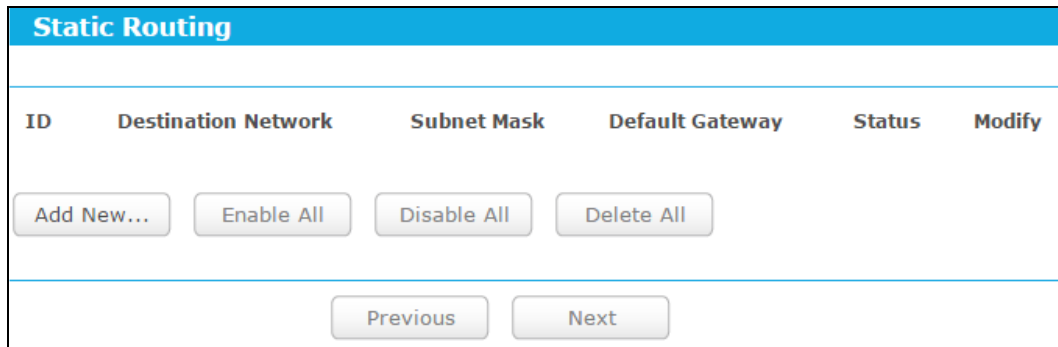 Static Routing
ID Destination Network Subnet Mask Default Gateway Status Modify
Add New... Enable All Disable All Delete All
Previous Next